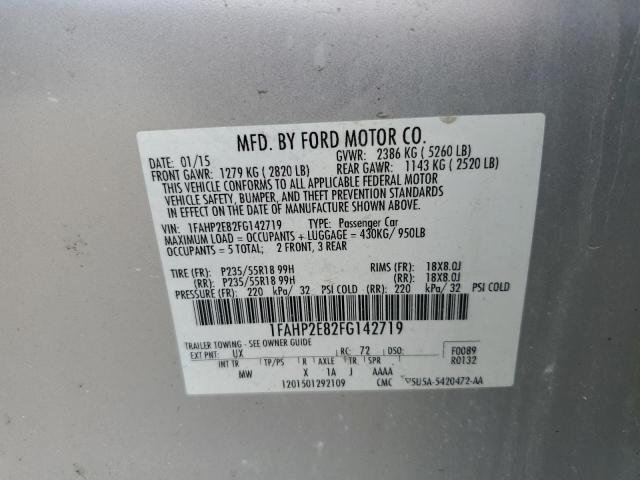 MFD. BY FORD MOTOR CO.
DATE: 01/15 GVWR: 2386 KG ( 5260 LB)
FRONT GAWR: 1279 KG ( 2820 LB) REAR GAWR: 1143 KG ( 2520 LB)
THIS VEHICLE CONFORMS TO ALL APPLICABLE FEDERAL MOTOR
VEHICLE SAFETY, BUMPER, AND THEFT PREVENTION STANDARDS
IN EFFECT ON THE DATE OF MANUFACTURE SHOWN ABOVE.
VIN: 1FAHP2E82FG142719 TYPE: Passenger Car
MAXIMUM LOAD = OCCUPANTS + LUGGAGE = 430KG/ 950LB
OCCUPANTS = 5 TOTAL; 2 FRONT, 3 REAR
TIRE (FR): P235/55R18 99H RIMS (FR): 18X8.0J
(RR): P235/55R18 99H (RR): 18X8.0J
PRESSURE (FR): 220 kPa/ 32 PSI COLD (RR): 220 kPa/ 32 PSI COLD
1FAHP2E82FG142719
TRAILER TOWING - SEE OWNER GUIDE
EXT PNT: UX RC: 72 DSO: F0089
INT TR TP/PS R AXLE TR SPR R0132
MW X 1A J AAAA
1201501292109 CMC 5U5A-5420472-AA